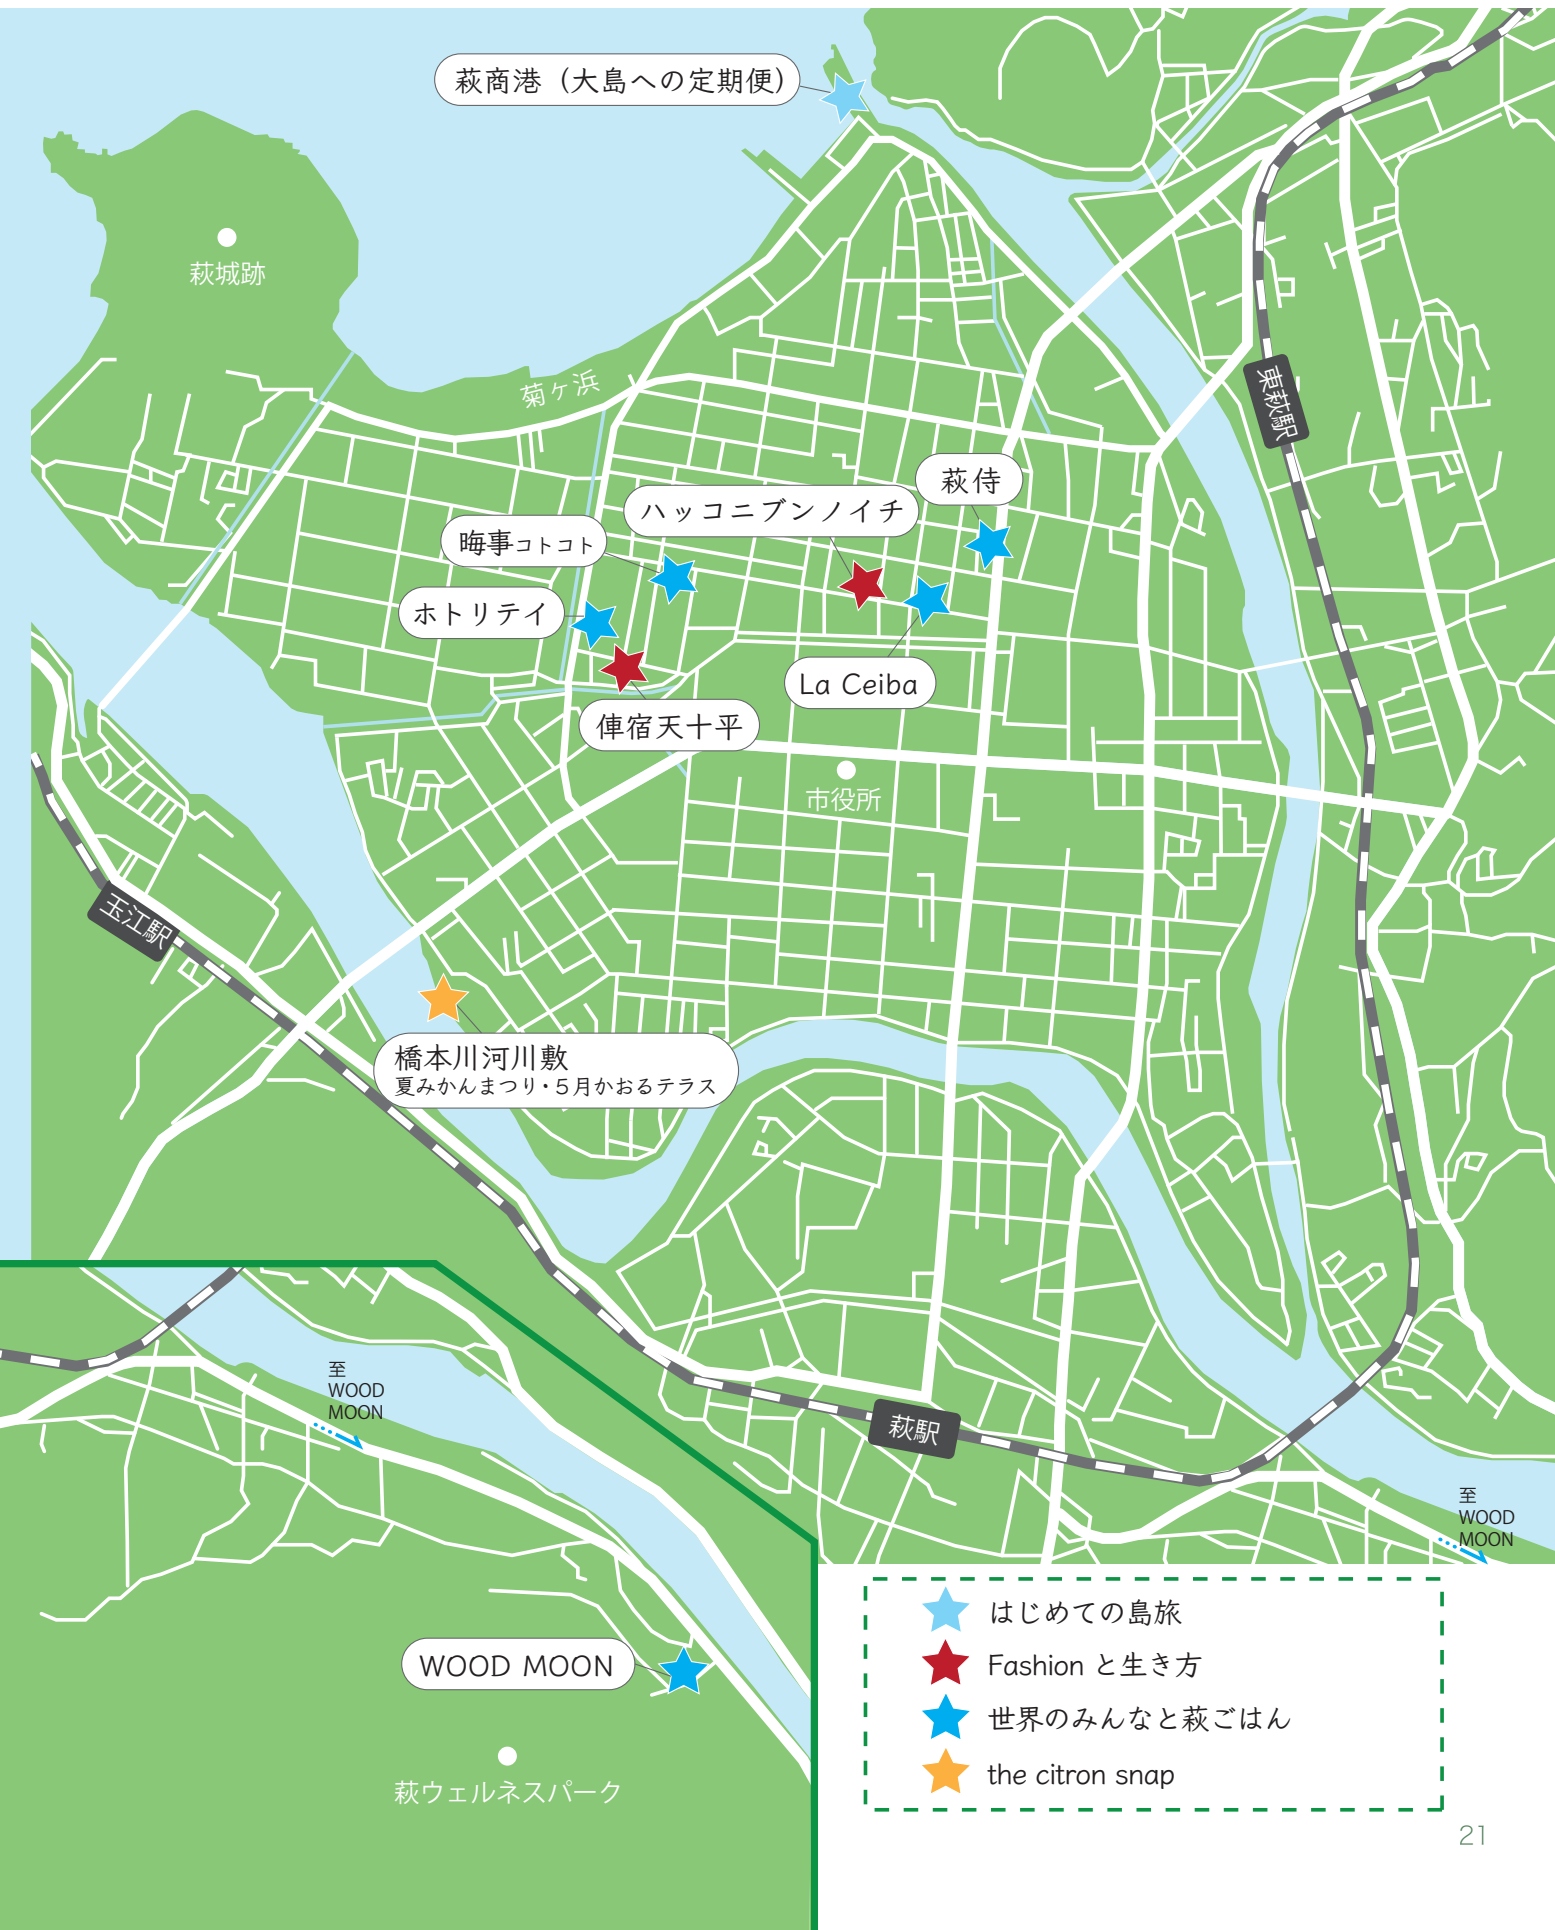 萩商港（大島への定期便）
萩城跡
菊ヶ浜
東萩駅
萩侍
ハッコニブンノイチ
晦事コトコト
ホトリテイ
La Ceiba
俥宿天十平
市役所
玉江駅
橋本川河川敷
夏みかんまつり・5月かおるテラス
至
WOOD
MOON
萩駅
至
WOOD
MOON
WOOD MOON
萩ウェルネスパーク
はじめての島旅
Fashion と生き方
世界のみんなと萩ごはん
the citron snap
21